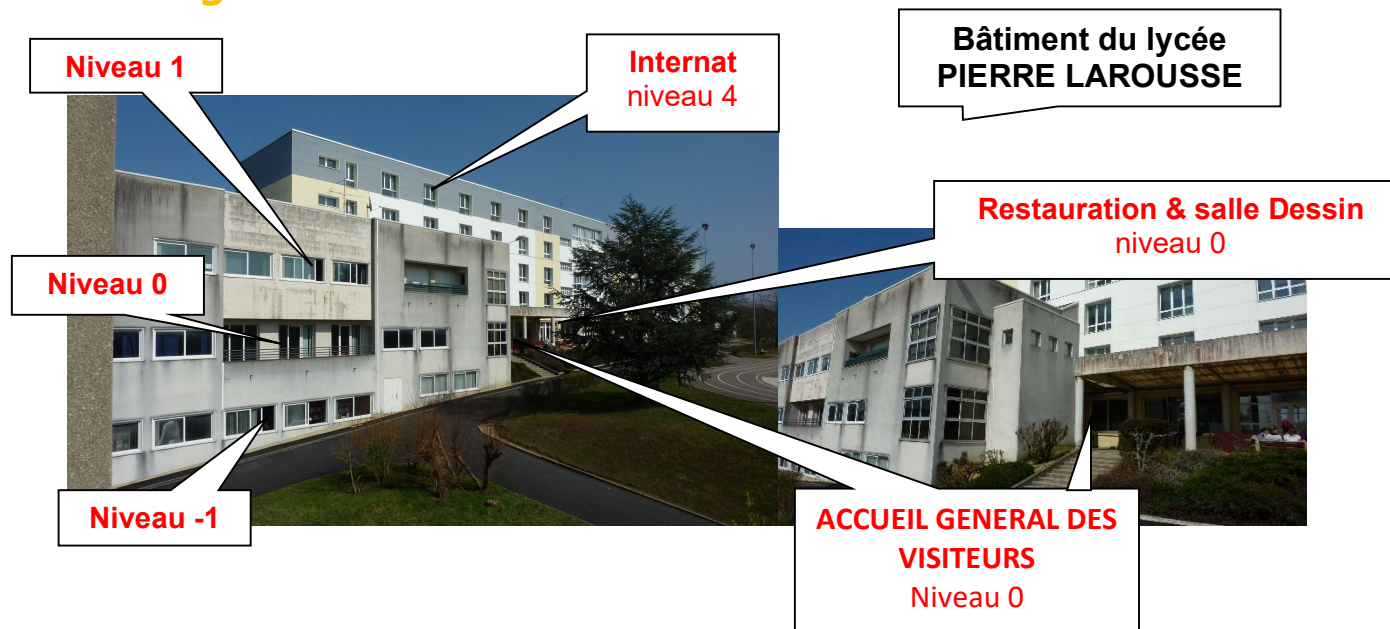 Niveau 1
Internat
niveau 4
Bâtiment du lycée
PIERRE LAROUSSE
Restauration & salle Dessin
niveau 0
Niveau 0
Niveau -1
ACCUEIL GENERAL DES
VISITEURS
Niveau 0